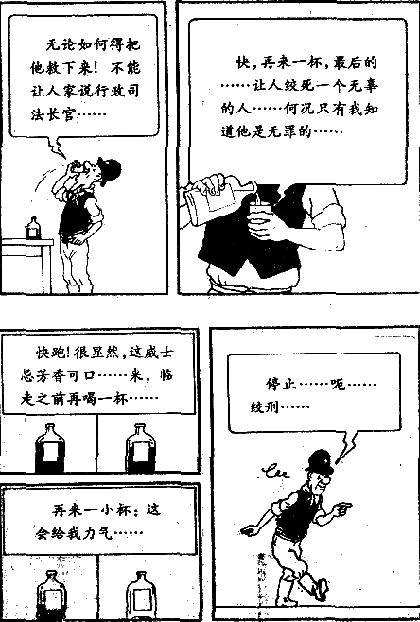 无论如何得把
他救下来！不能
让人家说行政司
法长官……
快，再来一杯，最后的
……让人绞死一个无辜
的人……何况只有我知
道他是无罪的……
快跑！很显然，这威士
忌芳香可口……来，临
走之前再喝一杯……
再来一小杯；这
会给我力气……
停止……呃……
绞刑……